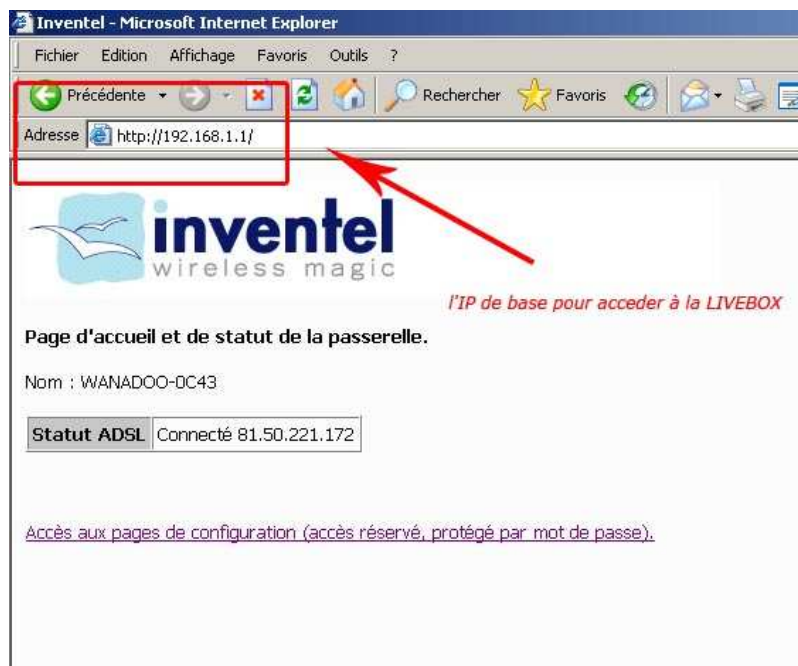 Inventel - Microsoft Internet Explorer
Fichier Edition Affichage Favoris Outils ?
Précédente Rechercher Favoris
Adresse http://192.168.1.1/
inventel
wireless magic
l'IP de base pour acceder à la LIVEBOX
Page d'accueil et de statut de la passerelle.
Nom : WANADOO-0C43
Statut ADSL Connecté 81.50.221.172
Accès aux pages de configuration (accès réservé, protégé par mot de passe).